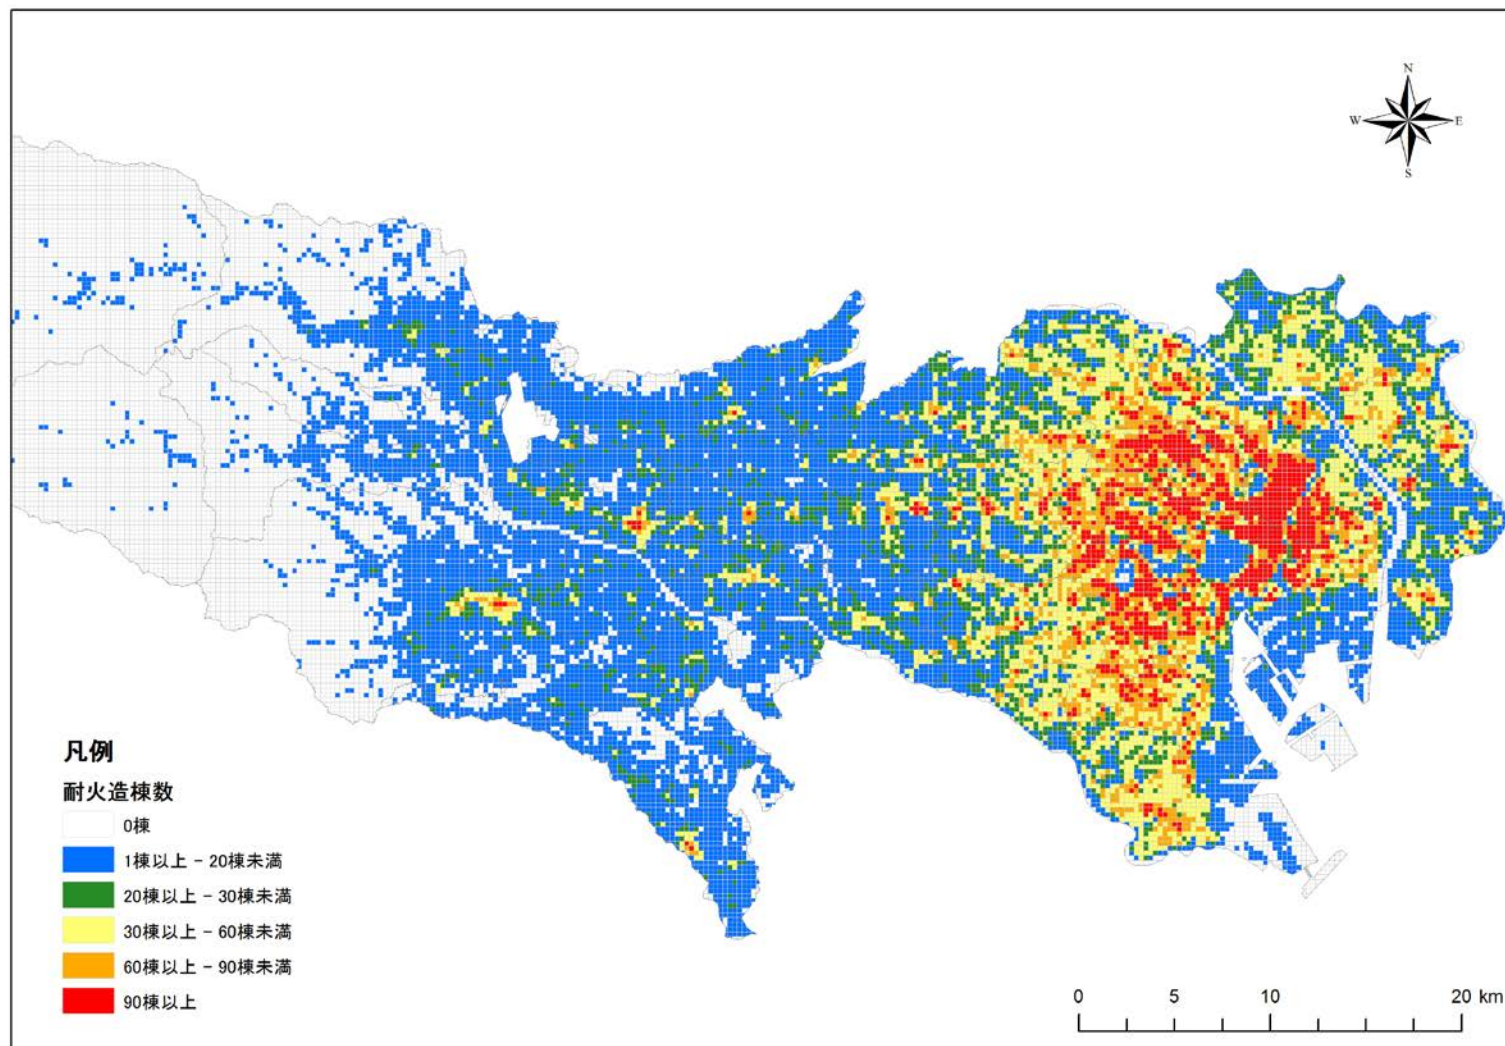 N
W E
S
凡例
耐火造棟数
0棟
1棟以上 - 20棟未満
20棟以上 - 30棟未満
30棟以上 - 60棟未満
60棟以上 - 90棟未満
90棟以上
0 5 10 20 km